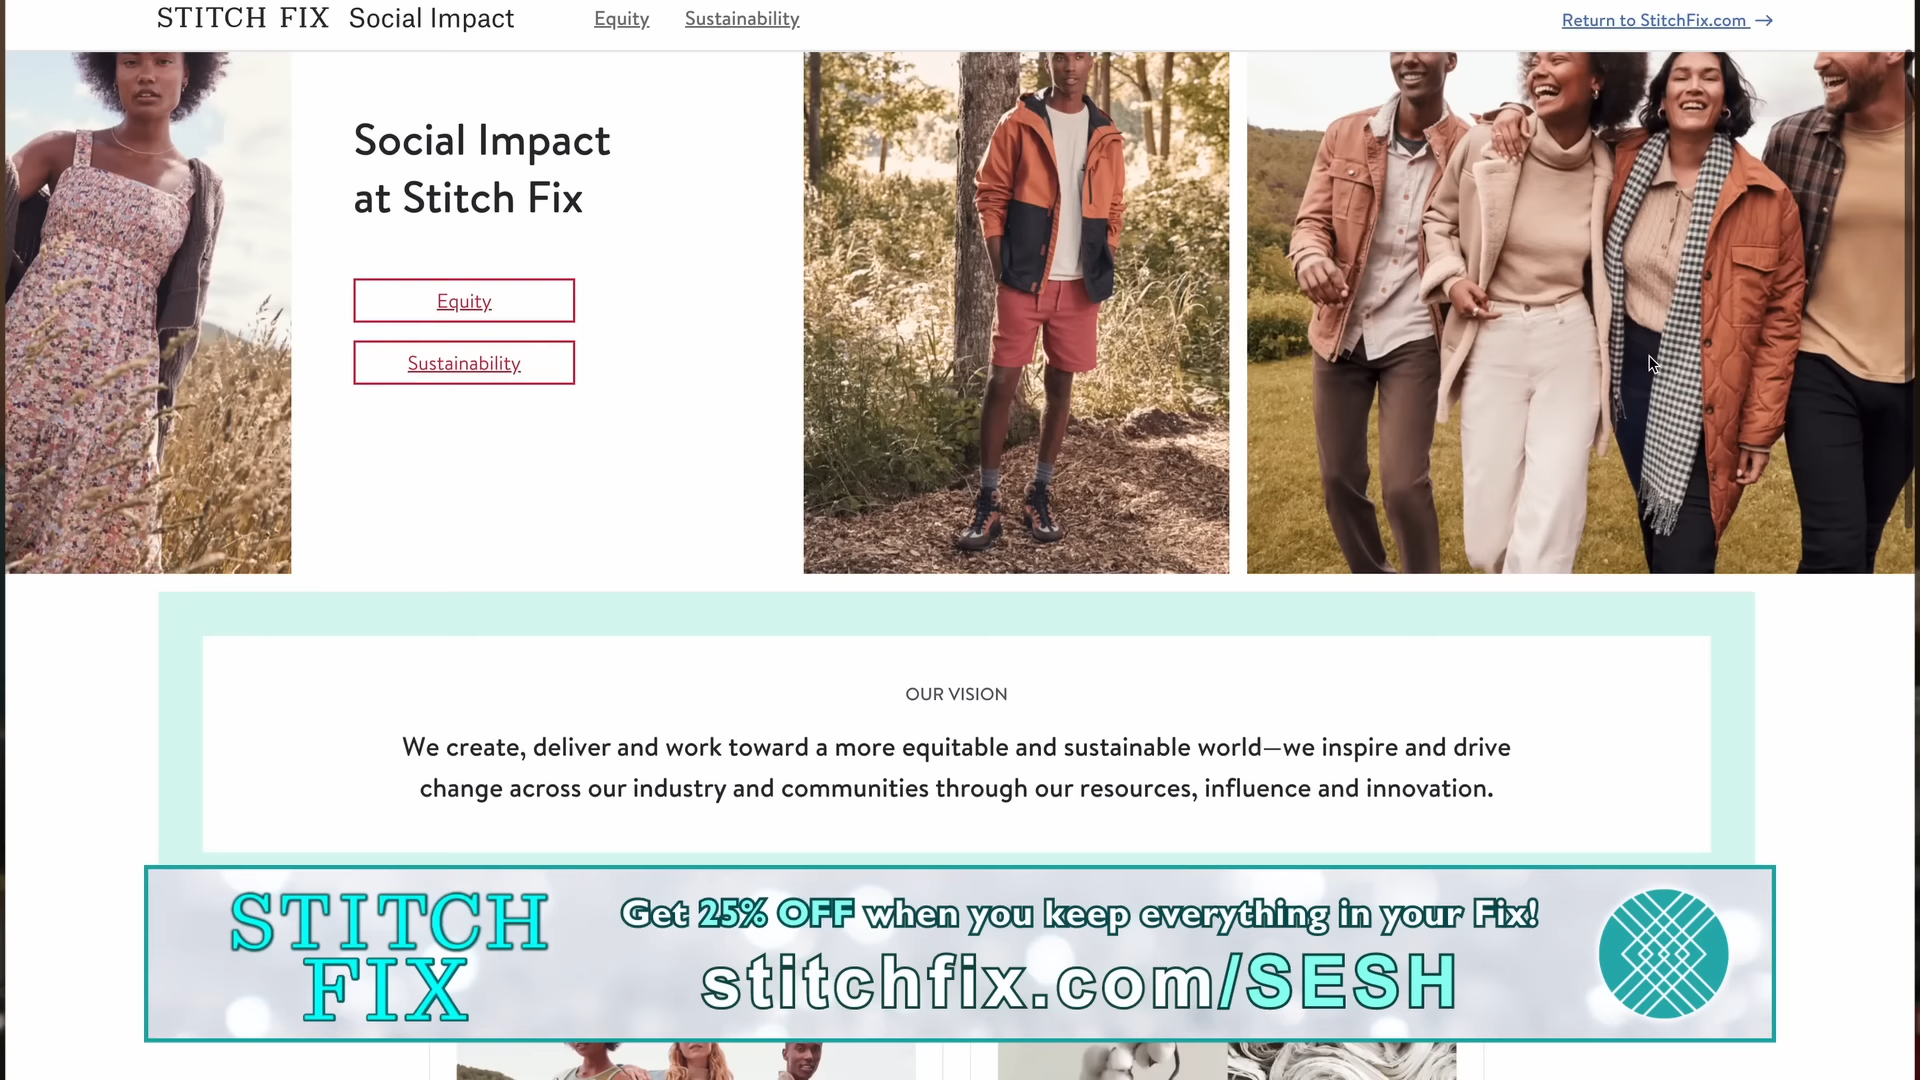 STITCH FIX Social Impact
Equity
Sustainability
Return to StitchFix.com →
Social Impact
at Stitch Fix
Equity
Sustainability
OUR VISION
We create, deliver and work toward a more equitable and sustainable world—we inspire and drive
change across our industry and communities through our resources, influence and innovation.
STITCH
FIX
Get 25% OFF when you keep everything in your Fix!
stitchfix.com/SESH